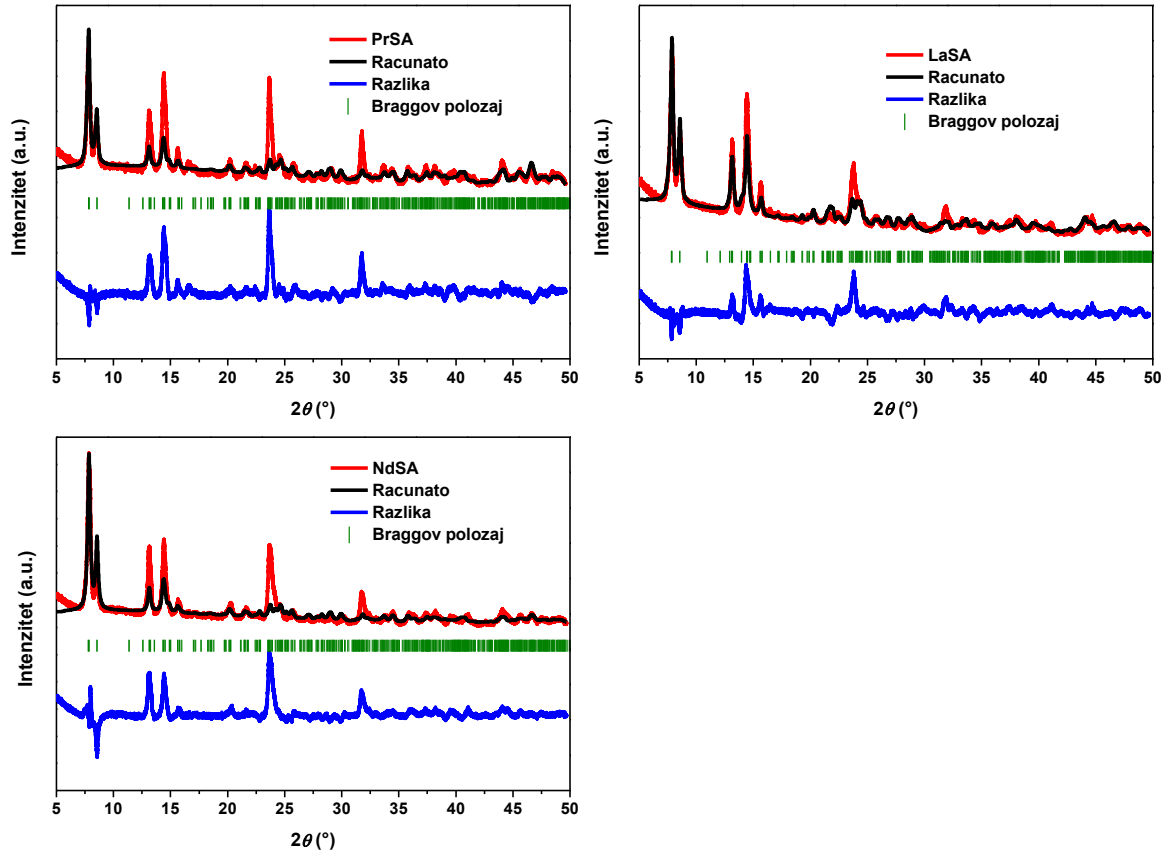 PrSA
Racunato
Razlika
Braggov polozaj
Intenzitet (a.u.)
5 10 15 20 25 30 35 40 45 50
2θ (°)
LaSA
Racunato
Razlika
Braggov polozaj
Intenzitet (a.u.)
5 10 15 20 25 30 35 40 45 50
2θ (°)
NdSA
Racunato
Razlika
Braggov polozaj
Intenzitet (a.u.)
5 10 15 20 25 30 35 40 45 50
2θ (°)